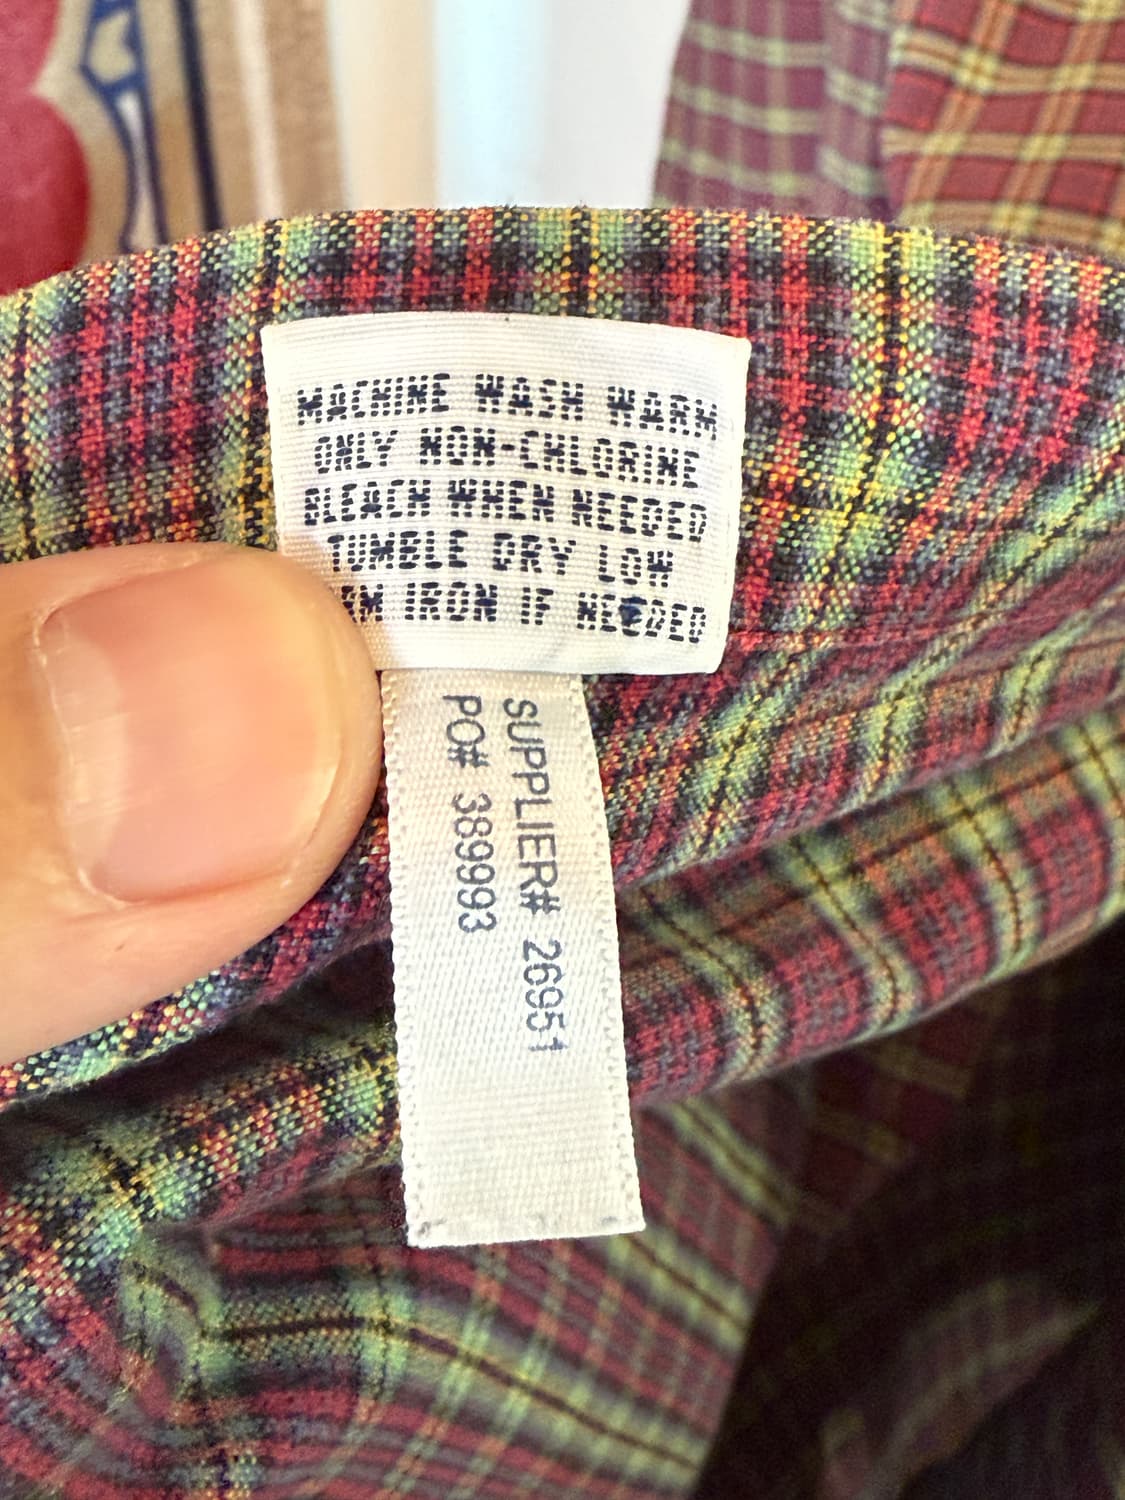 MACHINE WASH WARM
ONLY NON-CHLORINE
BLEACH WHEN NEEDED
TUMBLE DRY LOW
IRON IF NEEDED
SUPPLIER# 26951
PO# 389993